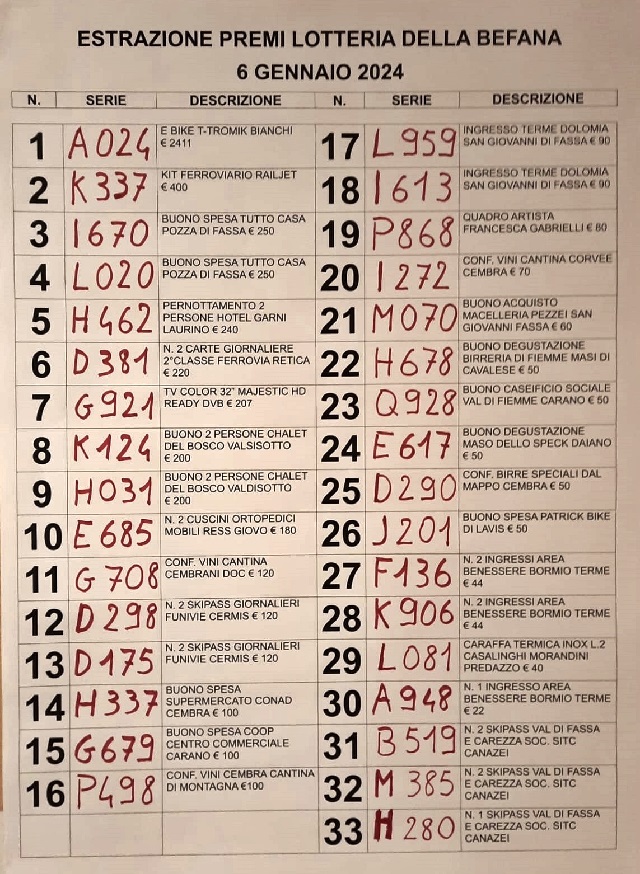 ESTRAZIONE PREMI LOTTERIA DELLA BEFANA
6 GENNAIO 2024
N. SERIE DESCRIZIONE N. SERIE DESCRIZIONE
1 A024 E BIKE T-TROMIK BIANCHI
€ 2411
2 K337 KIT FERROVIARIO RAILJET
€ 400
3 I670 BUONO SPESA TUTTO CASA
POZZA DI FASSA € 250
4 L020 BUONO SPESA TUTTO CASA
POZZA DI FASSA € 250
5 H462 PERNOTTAMENTO 2
PERSONE HOTEL GARNI
LAURINO € 240
6 D381 N. 2 CARTE GIORNALIERE
2°CLASSE FERROVIA RETICA
€ 220
7 G921 TV COLOR 32" MAJESTIC HD
READY DVB € 207
8 K124 BUONO 2 PERSONE CHALET
DEL BOSCO VALSISOTTO
€ 200
9 H031 BUONO 2 PERSONE CHALET
DEL BOSCO VALDISOTTO
€ 200
10 E685 N. 2 CUSCINI ORTOPEDICI
MOBILI RESS GIOVO € 180
11 G708 CONF. VINI CANTINA
CEMBRANI DOC € 120
12 D298 N. 2 SKIPASS GIORNALIERI
FUNIVIE CERMIS € 120
13 D175 N. 2 SKIPASS GIORNALIERI
FUNIVIE CERMIS € 120
14 H337 BUONO SPESA
SUPERMERCATO CONAD
CEMBRA € 100
15 G679 BUONO SPESA COOP
CENTRO COMMERCIALE
CARANO € 100
16 P498 CONF. VINI CEMBRA CANTINA
DI MONTAGNA €100
17 L959 INGRESSO TERME DOLOMIA
SAN GIOVANNI DI FASSA € 90
18 I613 INGRESSO TERME DOLOMIA
SAN GIOVANNI DI FASSA € 90
19 P868 QUADRO ARTISTA
FRANCESCA GABRIELLI € 80
20 I272 CONF. VINI CANTINA CORVEE
CEMBRA € 70
21 M070 BUONO ACQUISTO
MACELLERIA PEZZEI SAN
GIOVANNI FASSA € 60
22 H678 BUONO DEGUSTAZIONE
BIRRERIA DI FIEMME MASI DI
CAVALESE € 50
23 Q928 BUONO CASEIFICIO SOCIALE
VAL DI FIEMME CARANO € 50
24 E617 BUONO DEGUSTAZIONE
MASO DELLO SPECK DAIANO
€ 50
25 D290 CONF. BIRRE SPECIALI DAL
MAPPO CEMBRA € 50
26 J201 BUONO SPESA PATRICK BIKE
DI LAVIS € 50
27 F136 N. 2 INGRESSI AREA
BENESSERE BORMIO TERME
€ 44
28 K906 N. 2 INGRESSI AREA
BENESSERE BORMIO TERME
€ 44
29 L081 CARAFFA TERMICA INOX L.2
CASALINGHI MORANDINI
PREDAZZO € 40
30 A948 N. 1 INGRESSO AREA
BENESSERE BORMIO TERME
€ 22
31 B519 N. 2 SKIPASS VAL DI FASSA
E CAREZZA SOC. SITC
CANAZEI
32 M 385 N. 2 SKIPASS VAL DI FASSA
E CAREZZA SOC. SITC
CANAZEI
33 H 280 N. 1 SKIPASS VAL DI FASSA
E CAREZZA SOC. SITC
CANAZEI